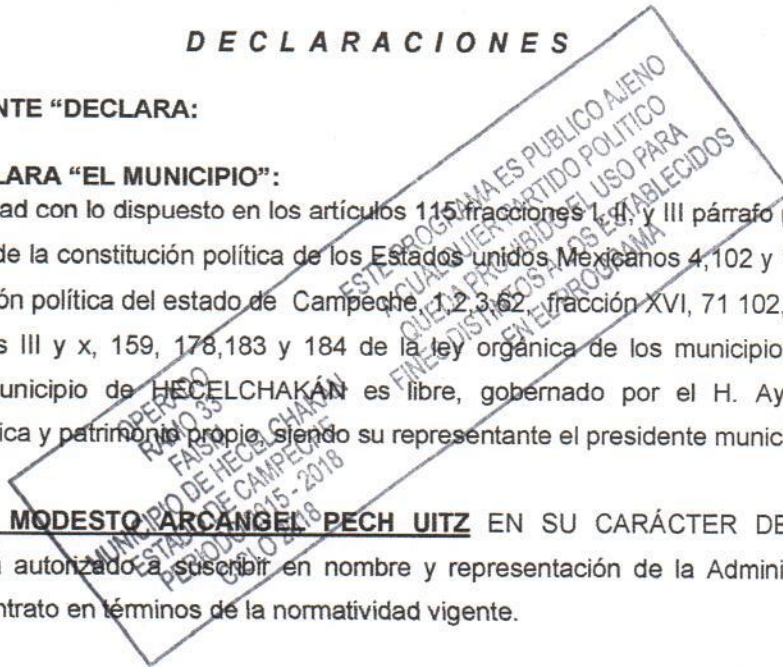 D E C L A R A C I O N E S
NTE "DECLARA:
LARA "EL MUNICIPIO":
ad con lo dispuesto en los artículos 115 fracciones I, II, y III párrafo
de la constitución política de los Estados unidos Mexicanos 4,102 y
ón política del estado de Campeche, 1,2,3,62, fracción XVI, 71 102,
s III y x, 159, 178,183 y 184 de la ley orgánica de los municipio
unicipio de HECELCHAKÁN es libre, gobernado por el H. Ay
ica y patrimonio propio, siendo su representante el presidente munic
MODESTO ARCANGEL PECH UITZ EN SU CARÁCTER DE
autorizado a suscribir en nombre y representación de la Admini
ntrato en términos de la normatividad vigente.
OPERADO
RAMO 33
FAISM
MUNICIPIO DE HECELCHAKAN
ESTADO DE CAMPECHE
PERIODO 2015 - 2018
CICLO 2018
ESTE PROGRAMA ES PUBLICO AJENO
A CUALQUIER PARTIDO POLITICO
QUEDA PROHIBIDO EL USO PARA
FINES DISTINTOS A LOS ESTABLECIDOS
EN EL PROGRAMA